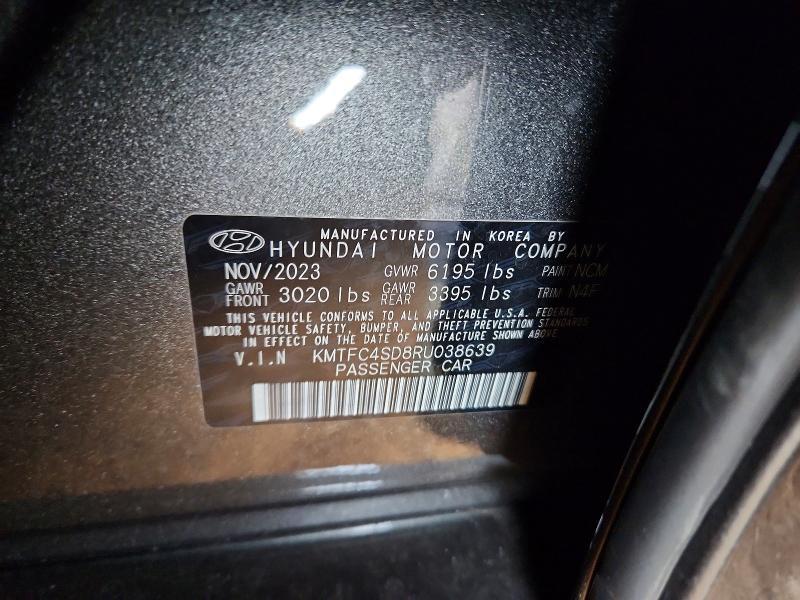 MANUFACTURED IN KOREA BY
HYUNDAI MOTOR COMPANY
NOV/2023 GVWR 6195 lbs PAINT NCM
GAWR FRONT 3020 lbs GAWR REAR 3395 lbs TRIM N4F
THIS VEHICLE CONFORMS TO ALL APPLICABLE U.S.A. FEDERAL
MOTOR VEHICLE SAFETY, BUMPER, AND THEFT PREVENTION STANDARDS
IN EFFECT ON THE DATE OF MANUFACTURE SHOWN ABOVE
V.I.N KMTFC4SD8RU038639
PASSENGER CAR